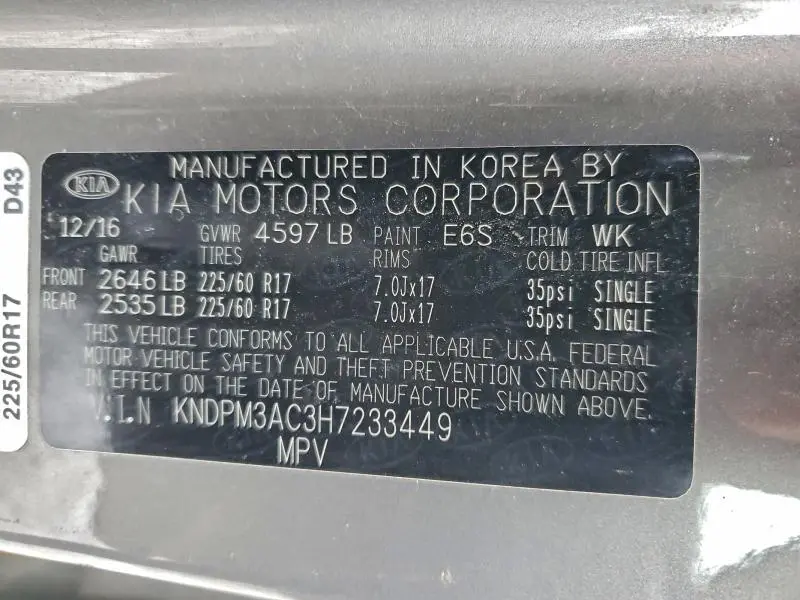 MANUFACTURED IN KOREA BY
KIA
KIA MOTORS CORPORATION
12/16 GVWR 4597 LB PAINT E6S TRIM WK
GAWR TIRES RIMS COLD TIRE INFL
FRONT 2646 LB 225/60 R17 7.0Jx17 35psi SINGLE
REAR 2535 LB 225/60 R17 7.0Jx17 35psi SINGLE
THIS VEHICLE CONFORMS TO ALL APPLICABLE U.S.A. FEDERAL
MOTOR VEHICLE SAFETY AND THEFT PREVENTION STANDARDS
IN EFFECT ON THE DATE OF MANUFACTURE SHOWN ABOVE.
V.I.N KNDPM3AC3H7233449
MPV
225/60R17 D43